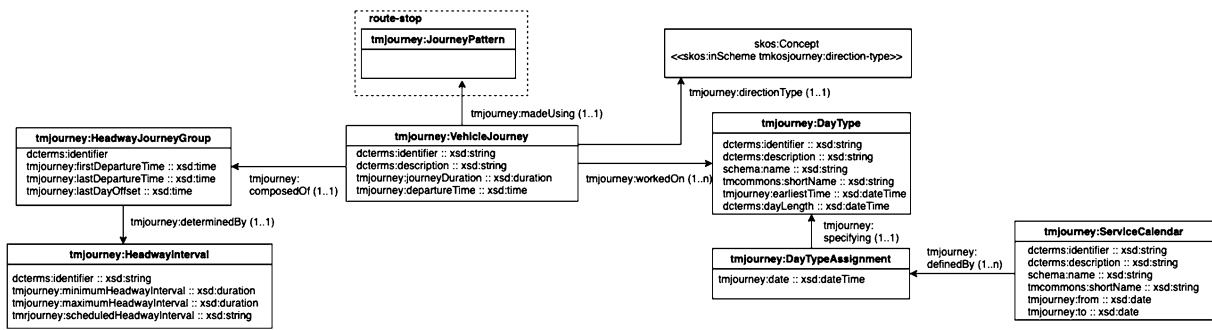 route-stop
tmjourney:JourneyPattern
skos:Concept
<<skos:inScheme tmkosjourney:direction-type>>
tmjourney:madeUsing (1..1)
tmjourney:directionType (1..1)
tmjourney:HeadwayJourneyGroup
dcterms:identifier
tmjourney:firstDepartureTime :: xsd:time
tmjourney:lastDepartureTime :: xsd:time
tmjourney:lastDayOffset :: xsd:time
tmjourney:
composedOf (1..1)
tmjourney:VehicleJourney
dcterms:identifier :: xsd:string
dcterms:description :: xsd:string
tmjourney:journeyDuration :: xsd:duration
tmjourney:departureTime :: xsd:time
tmjourney:workedOn (1..n)
tmjourney:DayType
dcterms:identifier :: xsd:string
dcterms:description :: xsd:string
schema:name :: xsd:string
tmcommons:shortName :: xsd:string
tmjourney:earliestTime :: xsd:dateTime
dcterms:dayLength :: xsd:dateTime
tmjourney:determinedBy (1..1)
tmjourney:HeadwayInterval
dcterms:identifier :: xsd:string
tmjourney:minimumHeadwayInterval :: xsd:duration
tmjourney:maximumHeadwayInterval :: xsd:duration
tmrjourney:scheduledHeadwayInterval :: xsd:string
tmjourney:
specifying (1..1)
tmjourney:DayTypeAssignment
tmjourney:date :: xsd:dateTime
tmjourney:
definedBy (1..n)
tmjourney:ServiceCalendar
dcterms:identifier :: xsd:string
dcterms:description :: xsd:string
schema:name :: xsd:string
tmcommons:shortName :: xsd:string
tmjourney:from :: xsd:date
tmjourney:to :: xsd:date